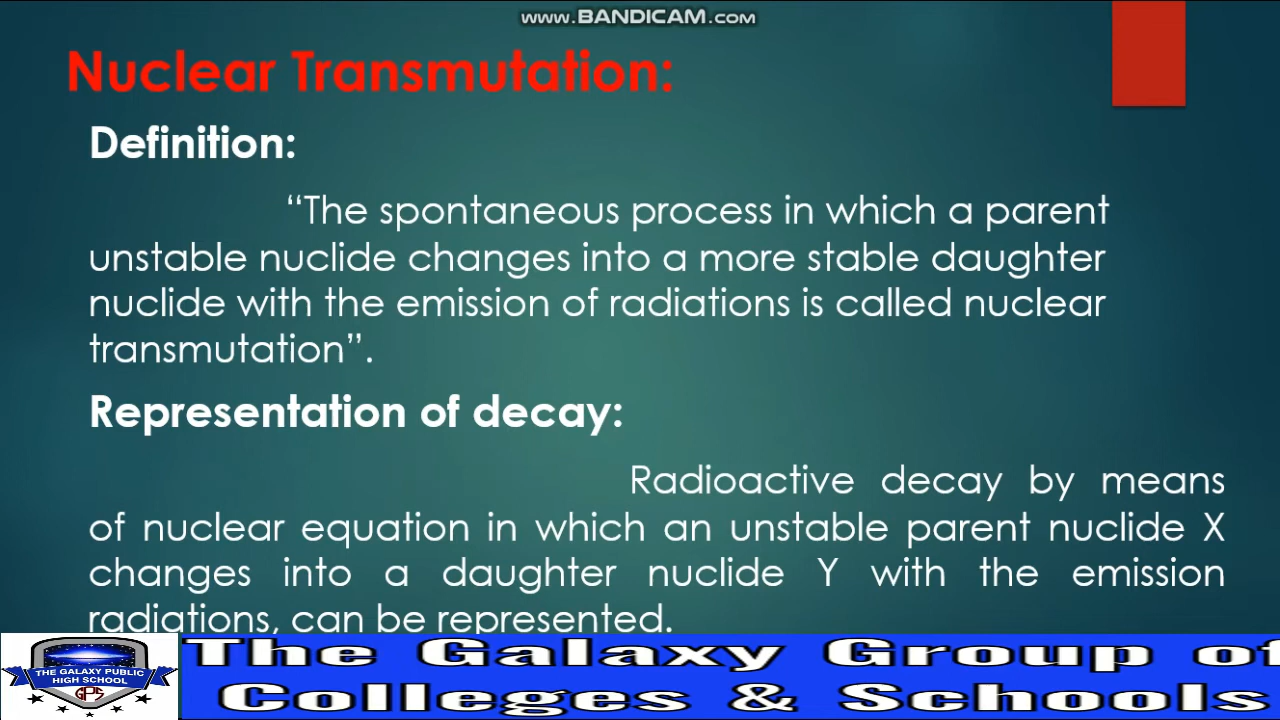 www.BANDICAM.com
Nuclear Transmutation:
Definition:
“The spontaneous process in which a parent
unstable nuclide changes into a more stable daughter
nuclide with the emission of radiations is called nuclear
transmutation”.
Representation of decay:
Radioactive decay by means
of nuclear equation in which an unstable parent nuclide X
changes into a daughter nuclide Y with the emission
radiations, can be represented.
The Galaxy Group of
Colleges & Schools
THE GALAXY PUBLIC
HIGH SCHOOL
GPS